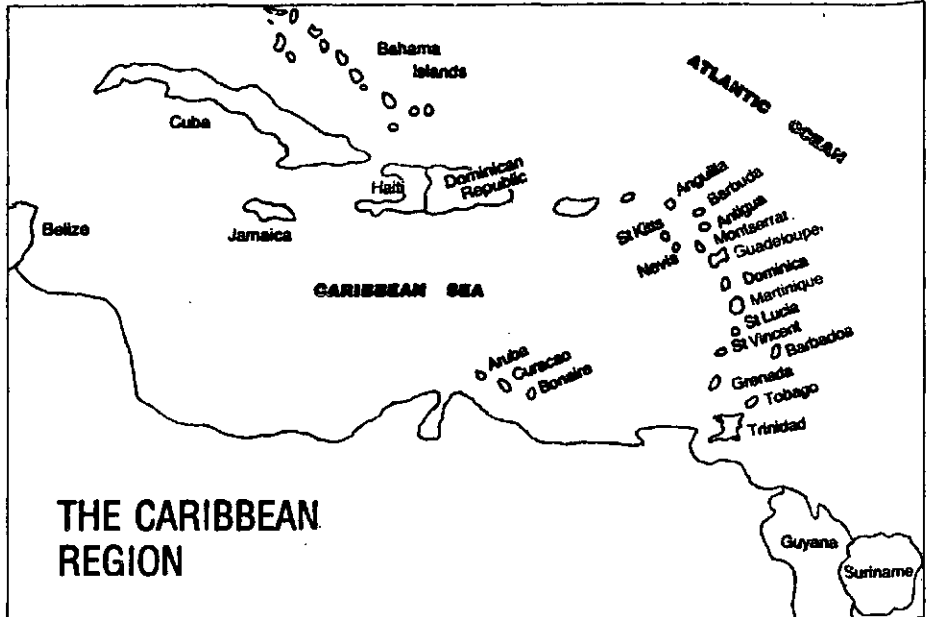 Bahama
Islands
ATLANTIC OCEAN
Cuba
Haiti
Dominican
Republic
Anguilla
Barbuda
Belize
Jamaica
St Kitts
Antigua
Montserrat
Nevis
Guadeloupe
CARIBBEAN SEA
Dominica
Martinique
St Lucia
St Vincent
Barbados
Aruba
Curacao
Bonaire
Grenada
Tobago
Trinidad
THE CARIBBEAN
REGION
Guyana
Suriname